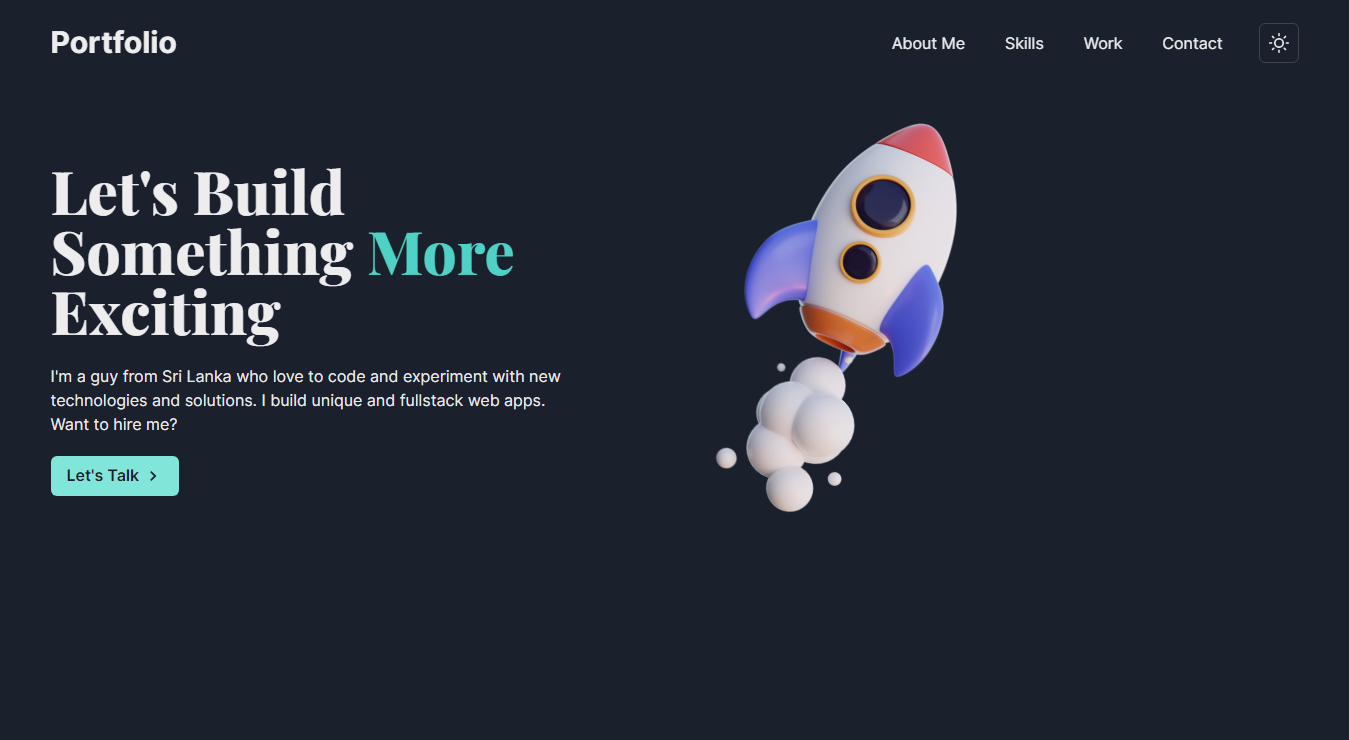 Portfolio
About Me
Skills
Work
Contact
Let's Build
Something More
Exciting
I'm a guy from Sri Lanka who love to code and experiment with new
technologies and solutions. I build unique and fullstack web apps.
Want to hire me?
Let's Talk